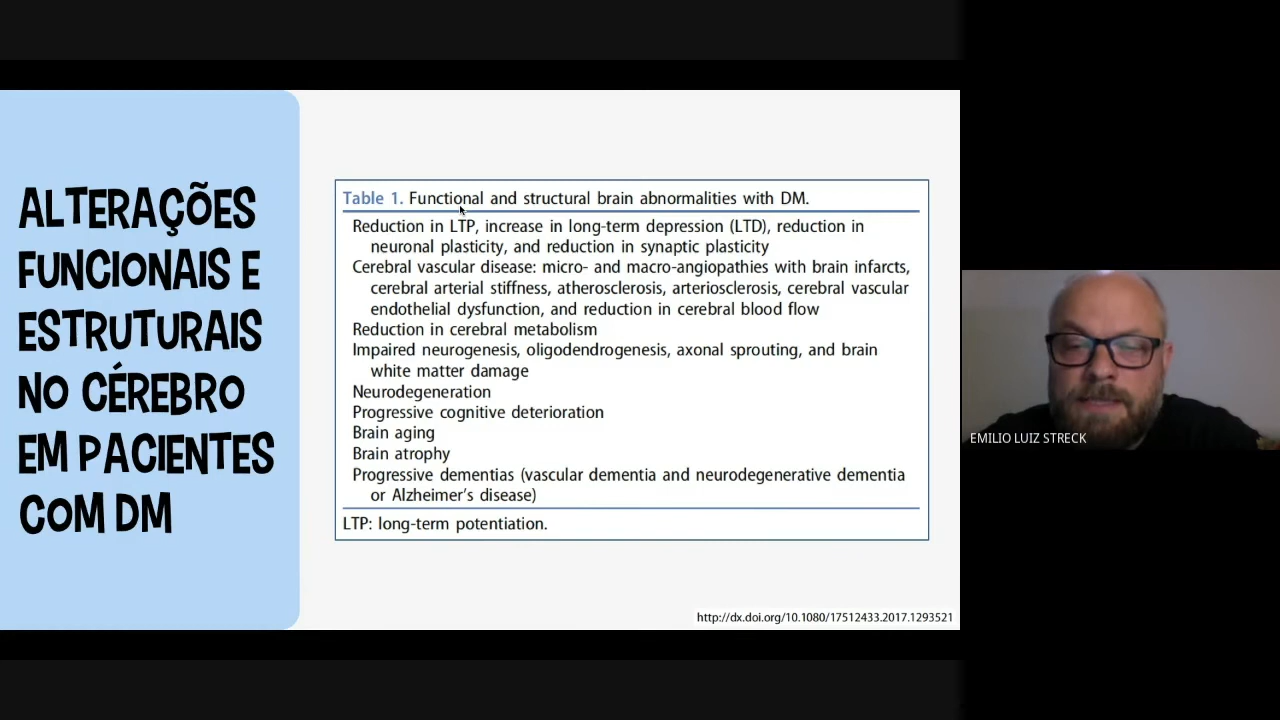 ALTERAÇÕES
FUNCIONAIS E
ESTRUTURAIS
NO CÉREBRO
EM PACIENTES
COM DM
Table 1. Functional and structural brain abnormalities with DM.
Reduction in LTP, increase in long-term depression (LTD), reduction in
neuronal plasticity, and reduction in synaptic plasticity
Cerebral vascular disease: micro- and macro-angiopathies with brain infarcts,
cerebral arterial stiffness, atherosclerosis, arteriosclerosis, cerebral vascular
endothelial dysfunction, and reduction in cerebral blood flow
Reduction in cerebral metabolism
Impaired neurogenesis, oligodendrogenesis, axonal sprouting, and brain
white matter damage
Neurodegeneration
Progressive cognitive deterioration
Brain aging
Brain atrophy
Progressive dementias (vascular dementia and neurodegenerative dementia
or Alzheimer's disease)
LTP: long-term potentiation.
http://dx.doi.org/10.1080/17512433.2017.1293521
EMILIO LUIZ STRECK